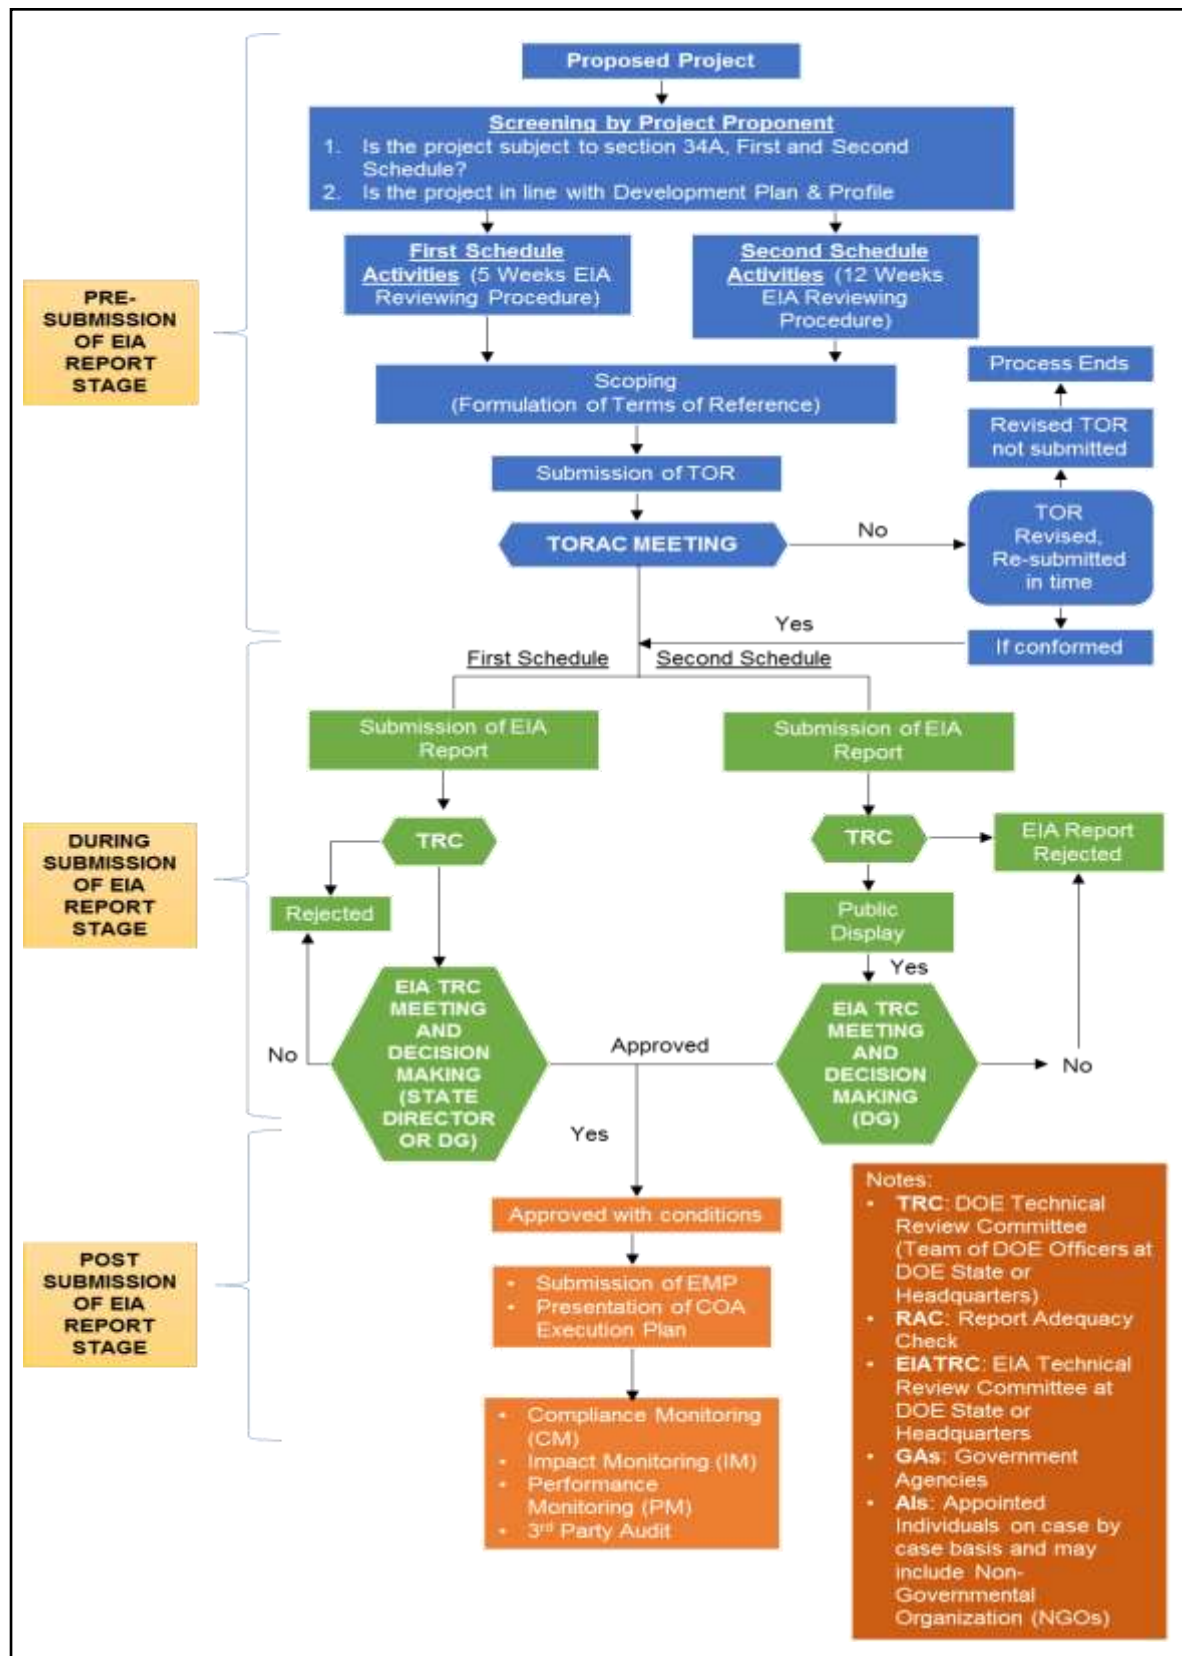 Proposed Project
Screening by Project Proponent
1. Is the project subject to section 34A, First and Second
Schedule?
2. Is the project in line with Development Plan & Profile
First Schedule
Activities (5 Weeks EIA
Reviewing Procedure)
Second Schedule
Activities (12 Weeks
EIA Reviewing
Procedure)
PRE-
SUBMISSION
OF EIA
REPORT
STAGE
Scoping
(Formulation of Terms of Reference)
Process Ends
Revised TOR
not submitted
Submission of TOR
TORAC MEETING
No
TOR
Revised,
Re-submitted
in time
Yes
If conformed
First Schedule
Second Schedule
Submission of EIA
Report
Submission of EIA
Report
DURING
SUBMISSION
OF EIA
REPORT
STAGE
TRC
TRC
EIA Report
Rejected
Rejected
Public
Display
Yes
EIA TRC
MEETING
AND
DECISION
MAKING
(STATE
DIRECTOR
OR DG)
No
Approved
EIA TRC
MEETING
AND
DECISION
MAKING
(DG)
No
Yes
POST
SUBMISSION
OF EIA
REPORT
STAGE
Approved with conditions
• Submission of EMP
• Presentation of COA
Execution Plan
• Compliance Monitoring
(CM)
• Impact Monitoring (IM)
• Performance
Monitoring (PM)
• 3rd Party Audit
Notes:
• TRC: DOE Technical
Review Committee
(Team of DOE Officers at
DOE State or
Headquarters)
• RAC: Report Adequacy
Check
• EIATRC: EIA Technical
Review Committee at
DOE State or
Headquarters
• GAs: Government
Agencies
• AIs: Appointed
Individuals on case by
case basis and may
include Non-
Governmental
Organization (NGOs)